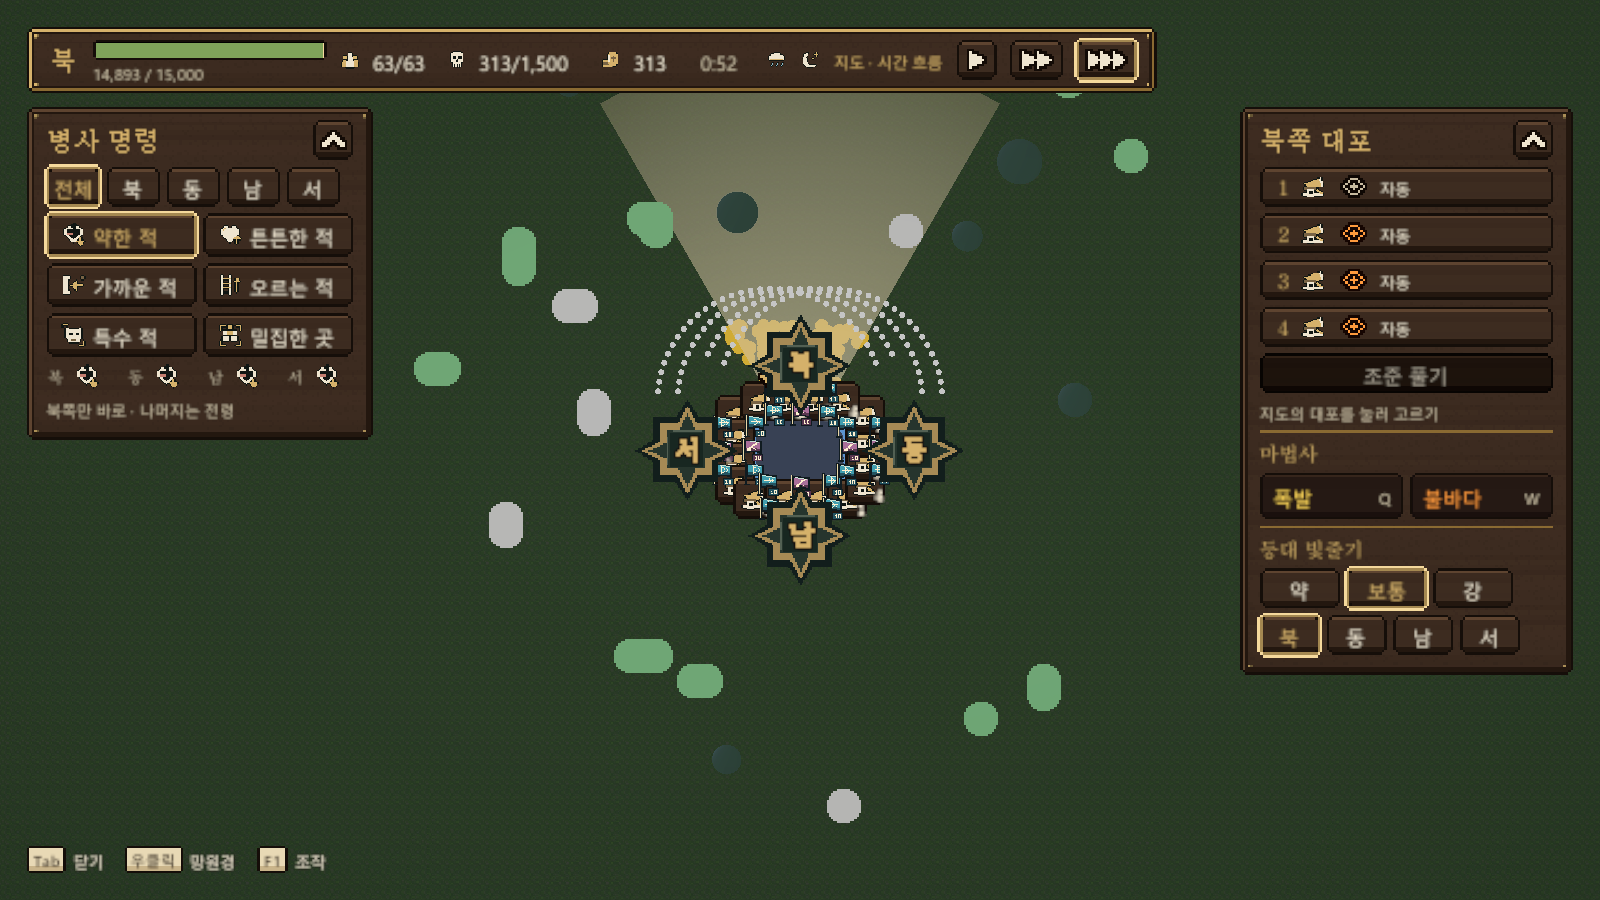 북 14,893 / 15,000 63/63 313/1,500 313 0:52 지도 · 시간 흐름
병사 명령
전체 북 동 남 서
약한 적 튼튼한 적
가까운 적 오르는 적
특수 적 밀집한 곳
북 동 남 서
북쪽만 바로 · 나머지는 전령
북
서
동
남
북쪽 대포
1 자동
2 자동
3 자동
4 자동
조준 풀기
지도의 대포를 눌러 고르기
마법사
폭발 Q 불바다 W
등대 빛줄기
약 보통 강
북 동 남 서
Tab 닫기 우클릭 망원경 F1 조작